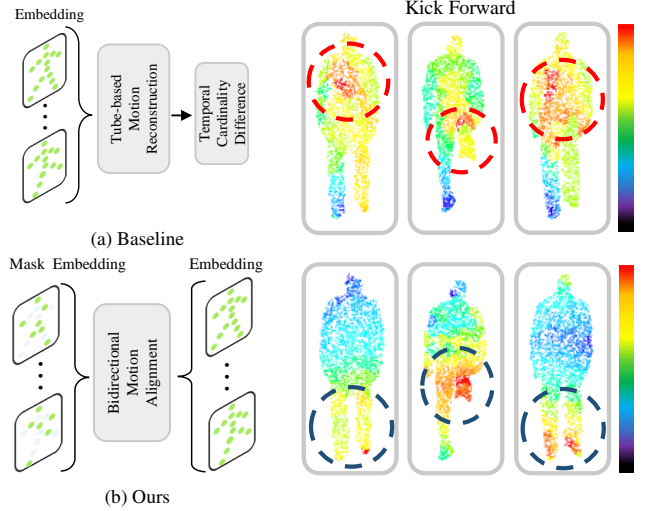 Embedding
Tube-based
Motion
Reconstruction
Temporal
Cardinality
Difference
(a) Baseline
Kick Forward
Mask Embedding
Embedding
Bidirectional
Motion
Alignment
(b) Ours